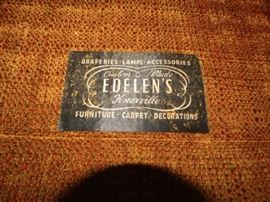 DRAPERIES · LAMPS · ACCESSORIES
Custom Made
EDELEN'S
Knoxville
FURNITURE · CARPET · DECORATIONS